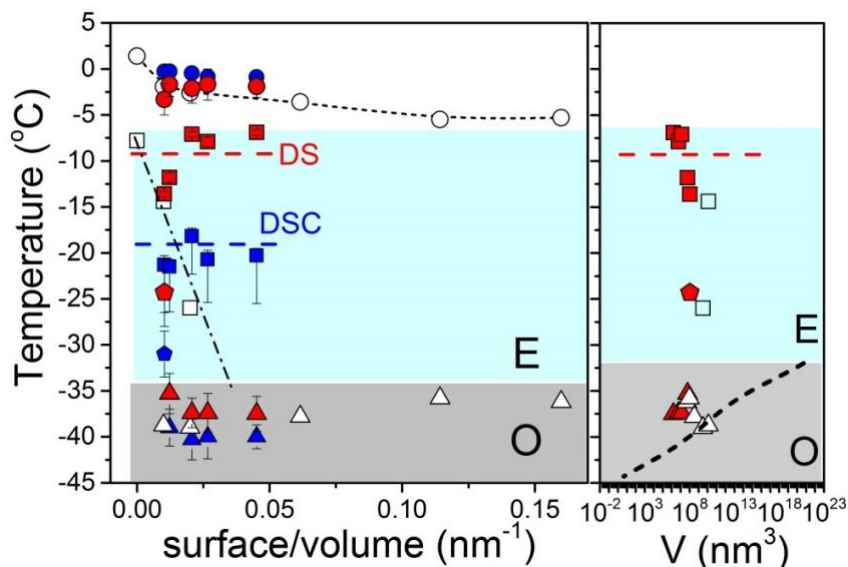 5
0
-5
-10
-15
-20
-25
-30
-35
-40
-45
Temperature (°C)
DS
DSC
E
O
0.00
0.05
0.10
0.15
surface/volume (nm⁻¹)
E
O
10⁻²
10³
10⁸
10¹³
10¹⁸
10²³
V (nm³)